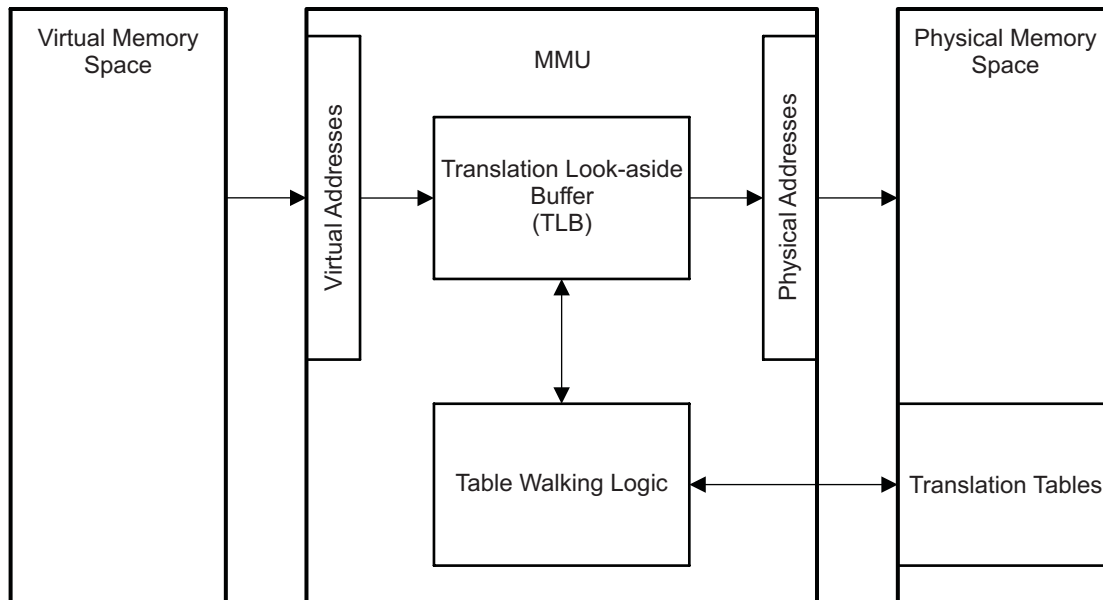 Virtual Memory
Space
MMU
Physical Memory
Space
Virtual Addresses
Translation Look-aside
Buffer
(TLB)
Physical Addresses
Table Walking Logic
Translation Tables